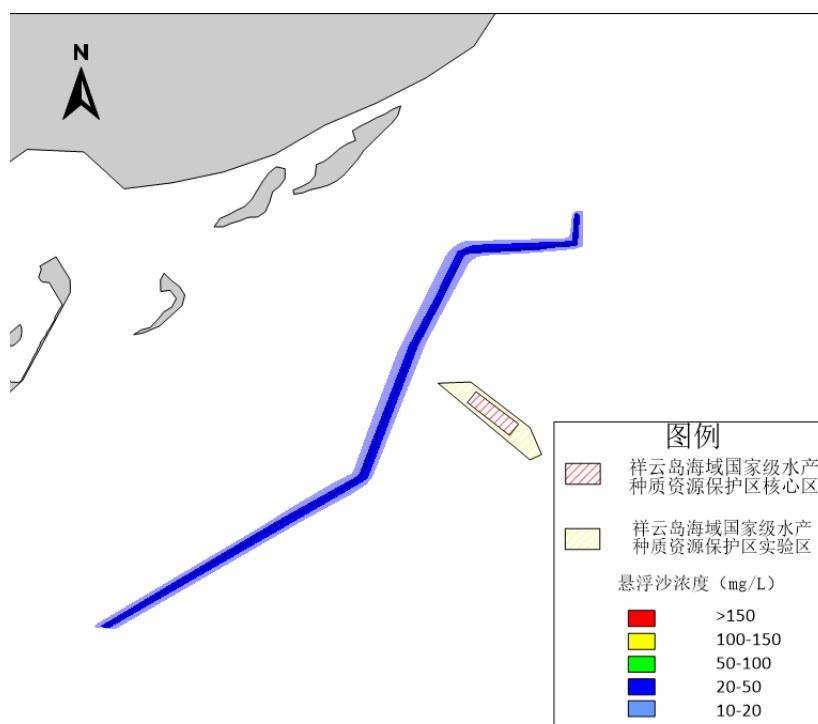 N
图例
祥云岛海域国家级水产
种质资源保护区核心区
祥云岛海域国家级水产
种质资源保护区实验区
悬浮沙浓度（mg/L）
>150
100-150
50-100
20-50
10-20